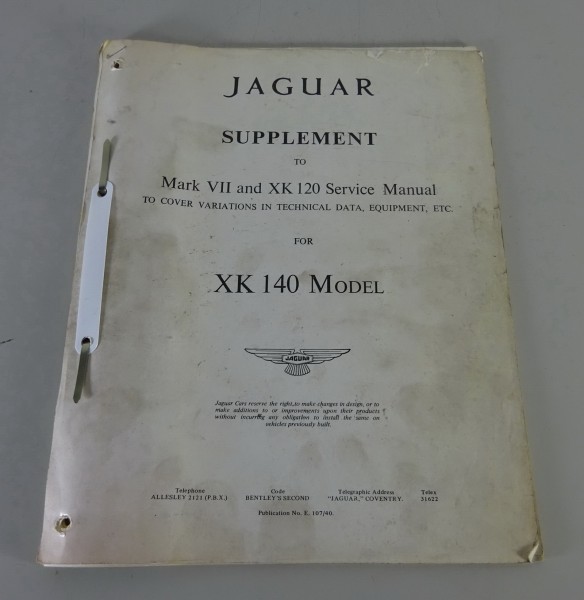 JAGUAR
SUPPLEMENT
TO
Mark VII and XK 120 Service Manual
TO COVER VARIATIONS IN TECHNICAL DATA, EQUIPMENT, ETC.
FOR
XK 140 MODEL
JAGUAR
Jaguar Cars reserve the right, to make changes in design, or to
make additions to or improvements upon their products
without incurring any obligation to install the same on
vehicles previously built.
Telephone Code Telegraphic Address Telex
ALLESLEY 2121 (P.B.X.) BENTLEY'S SECOND "JAGUAR," COVENTRY. 31622
Publication No. E. 107/60.